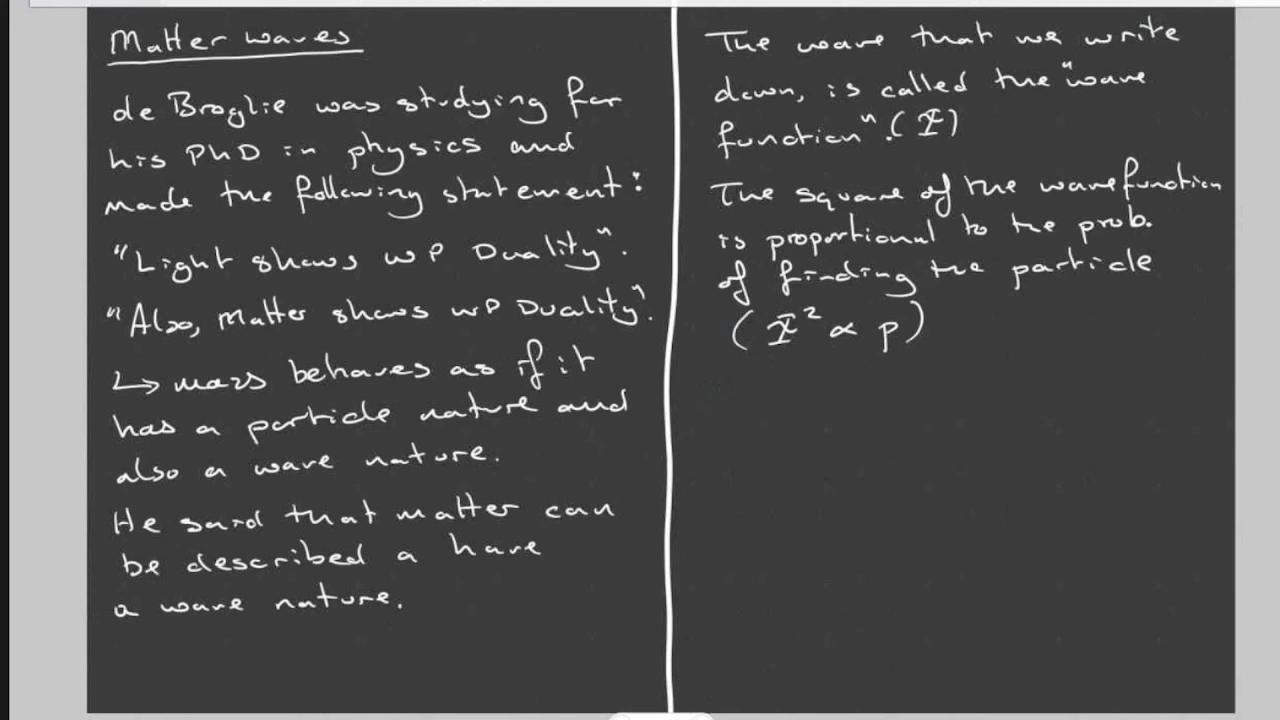 Matter waves
de Broglie was studying for
his PhD in physics and
made the following statement:
"Light shows WP Duality".
"Also, Matter shows WP Duality".
↳ mass behaves as if it
has a particle nature and
also a wave nature.
He said that matter can
be described a have
a wave nature.
The wave that we write
down, is called the "wave
function". (Ψ)
The square of the wavefunction
is proportional to the prob.
of finding the particle
(Ψ² ∝ p)